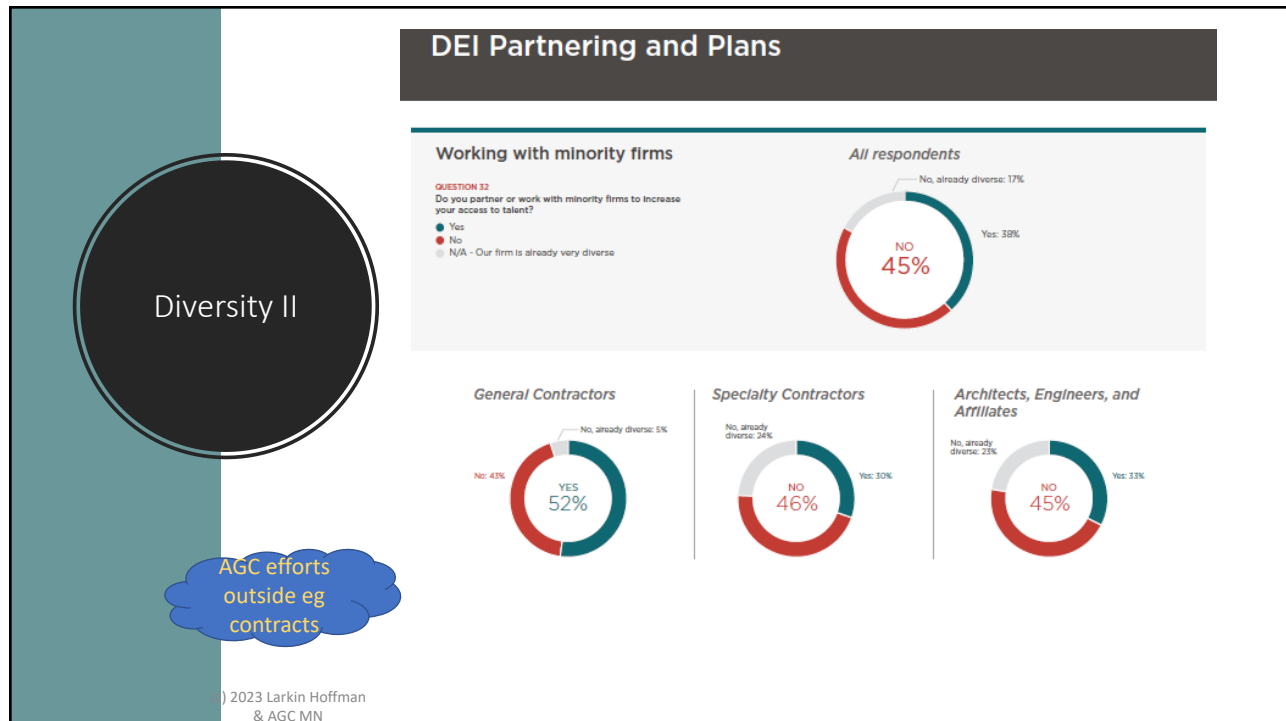 DEI Partnering and Plans
Working with minority firms
QUESTION 32
Do you partner or work with minority firms to increase
your access to talent?
Yes
No
N/A - Our firm is already very diverse
All respondents
No, already diverse: 17%
Yes: 38%
NO
45%
Diversity II
General Contractors
No, already diverse: 5%
No: 43%
YES
52%
Specialty Contractors
No, already
diverse: 24%
Yes: 30%
NO
46%
Architects, Engineers, and
Affiliates
No, already
diverse: 23%
Yes: 33%
NO
45%
AGC efforts
outside eg
contracts
) 2023 Larkin Hoffman
& AGC MN